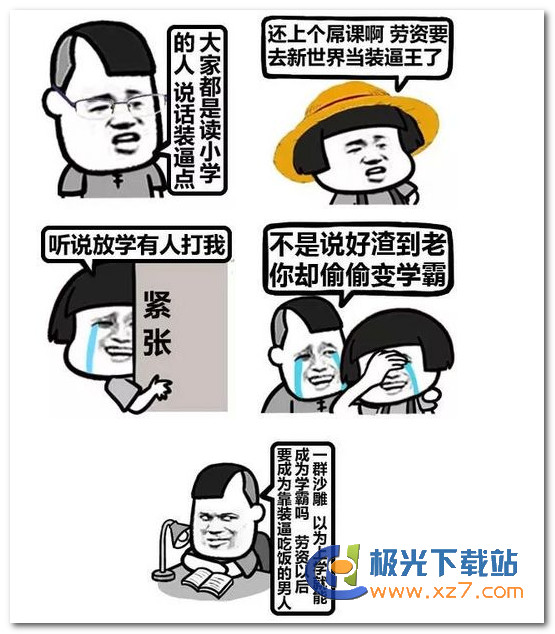 大家都是读小学
的人 说话装逼点
还上个屌课啊 劳资要
去新世界当装逼王了
听说放学有人打我
紧
张
不是说好渣到老
你却偷偷变学霸
一群沙雕 以为
能
成为学霸吗 劳资以后
要成为靠装逼吃饭的男人
极光下载站
www.xz7.com